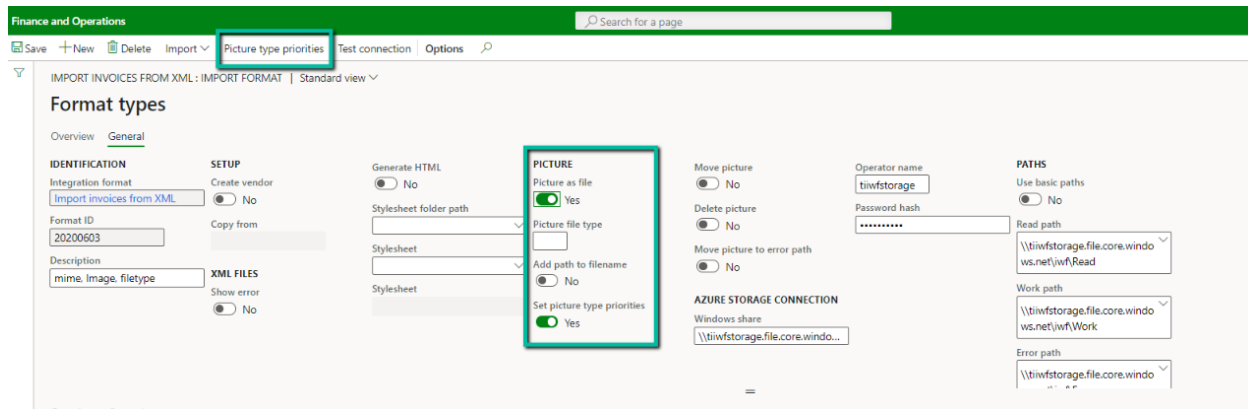 Finance and Operations
Search for a page
Save New Delete Import Picture type priorities Test connection Options
IMPORT INVOICES FROM XML : IMPORT FORMAT | Standard view
Format types
Overview General
IDENTIFICATION
Integration format
Import invoices from XML
Format ID
20200603
Description
mime, Image, filetype
SETUP
Create vendor
No
Copy from
XML FILES
Show error
No
Generate HTML
No
Stylesheet folder path
Stylesheet
Stylesheet
PICTURE
Picture as file
Yes
Picture file type
Add path to filename
No
Set picture type priorities
Yes
Move picture
No
Delete picture
No
Move picture to error path
No
AZURE STORAGE CONNECTION
Windows share
\\tiiwfstorage.file.core.windo...
Operator name
tiiwfstorage
Password hash
••••••••••
PATHS
Use basic paths
No
Read path
\\tiiwfstorage.file.core.windo
ws.net\iwf\Read
Work path
\\tiiwfstorage.file.core.windo
ws.net\iwf\Work
Error path
\\tiiwfstorage.file.core.windo